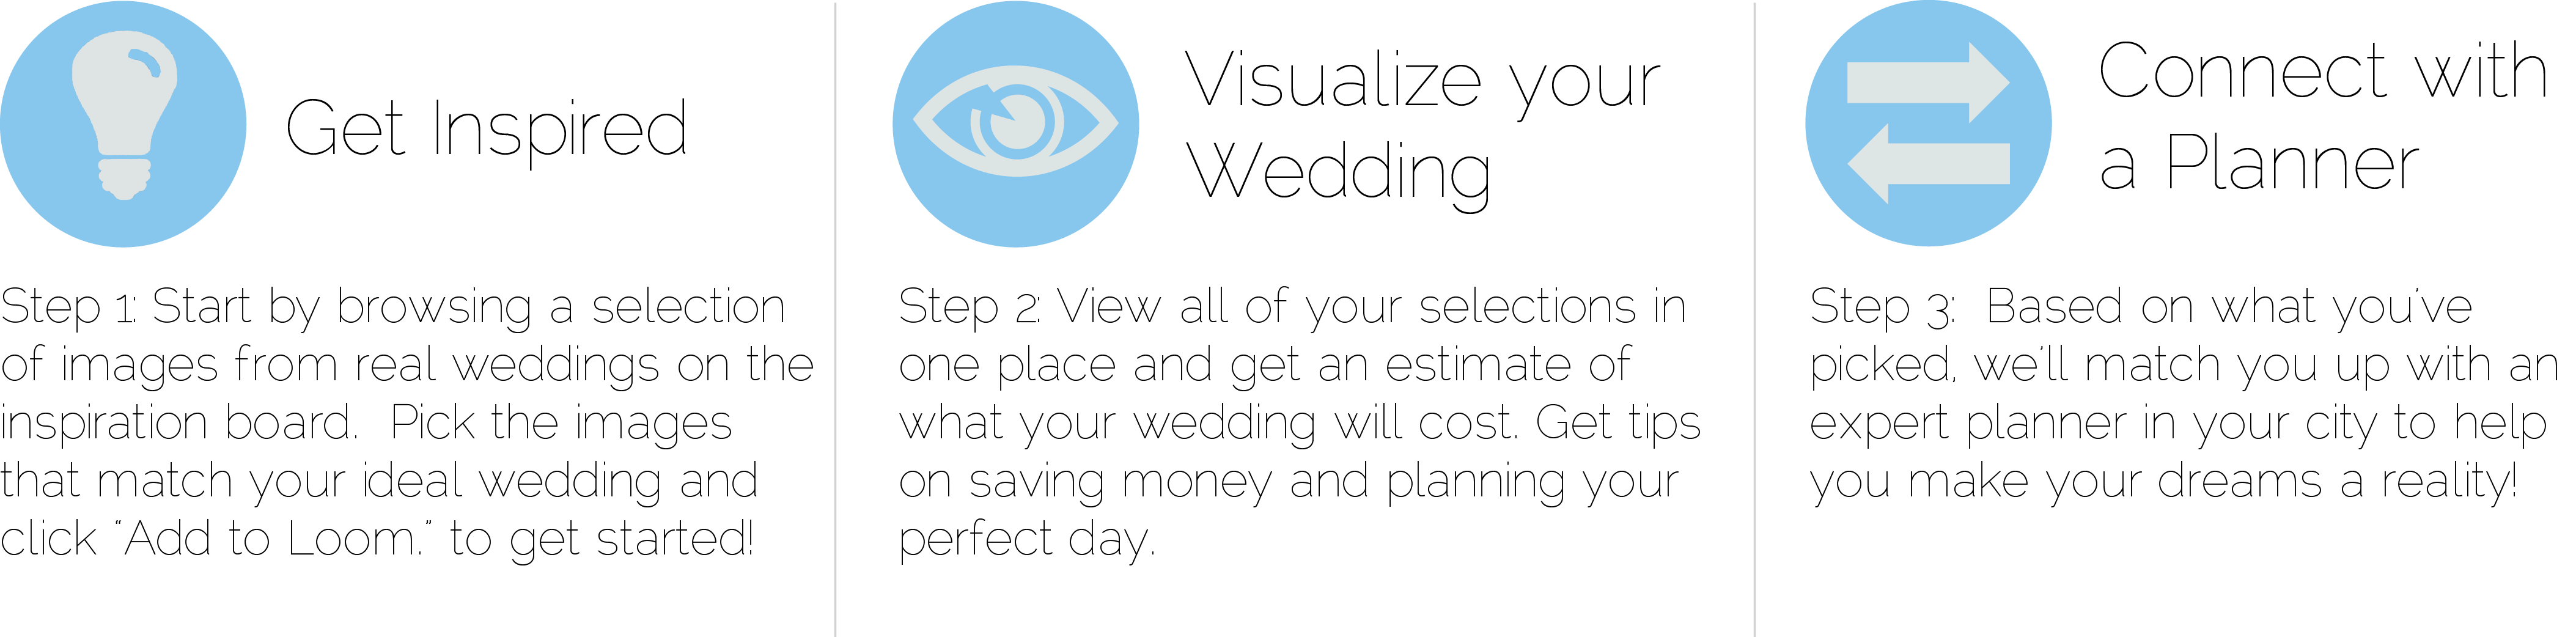 Get Inspired
Step 1: Start by browsing a selection
of images from real weddings on the
inspiration board.  Pick the images
that match your ideal wedding and
click “Add to Loom.” to get started!
Visualize your
Wedding
Step 2: View all of your selections in
one place and get an estimate of
what your wedding will cost. Get tips
on saving money and planning your
perfect day.
Connect with
a Planner
Step 3:  Based on what you've
picked, we'll match you up with an
expert planner in your city to help
you make your dreams a reality!